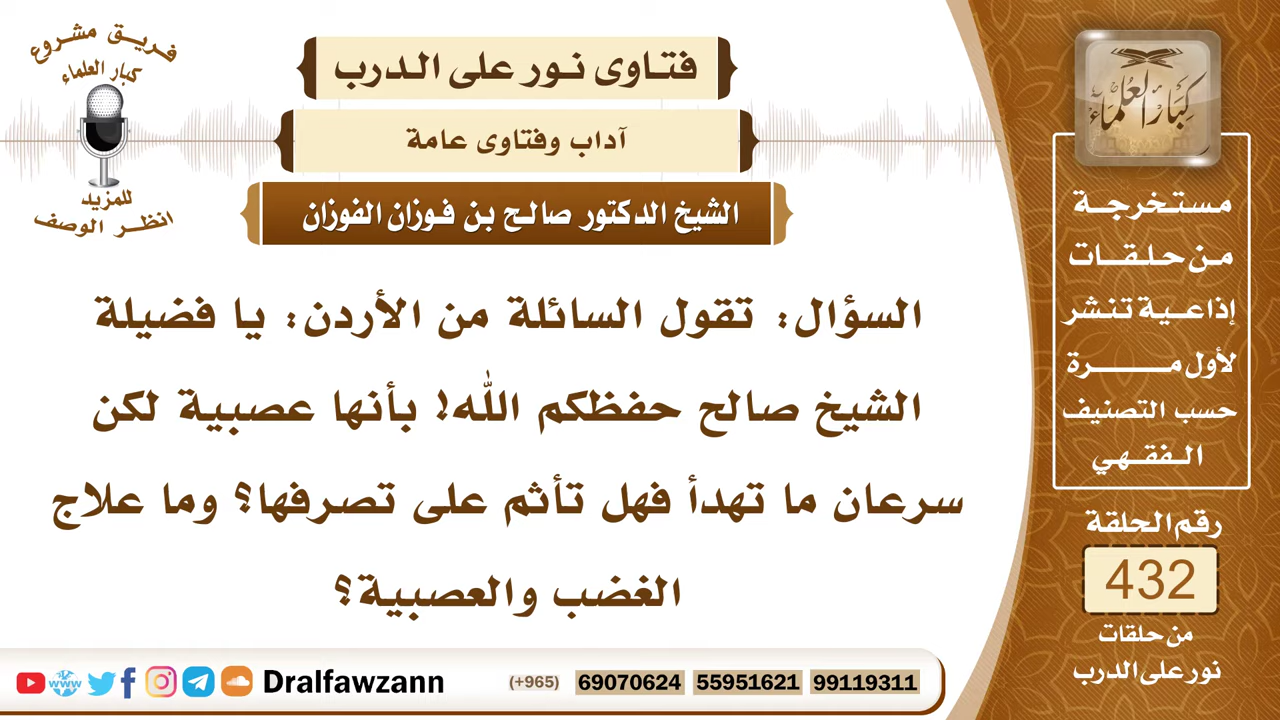 فريق مشروع
كبار العلماء
للمزيد
انظر الوصف
فتاوى نور على الدرب
آداب وفتاوى عامة
الشيخ الدكتور صالح بن فوزان الفوزان
السؤال: تقول السائلة من الأردن: يا فضيلة
الشيخ صالح حفظكم الله! بأنها عصبية لكن
سرعان ما تهدأ فهل تأثم على تصرفها؟ وما علاج
الغضب والعصبية؟
كبار العلماء
مستخرجة
من حلقات
إذاعية تنشر
لأول مرة
حسب التصنيف
الفقهي
رقم الحلقة
432
من حلقات
نور على الدرب
www Dralfawzann (+965) 69070624 55951621 99119311